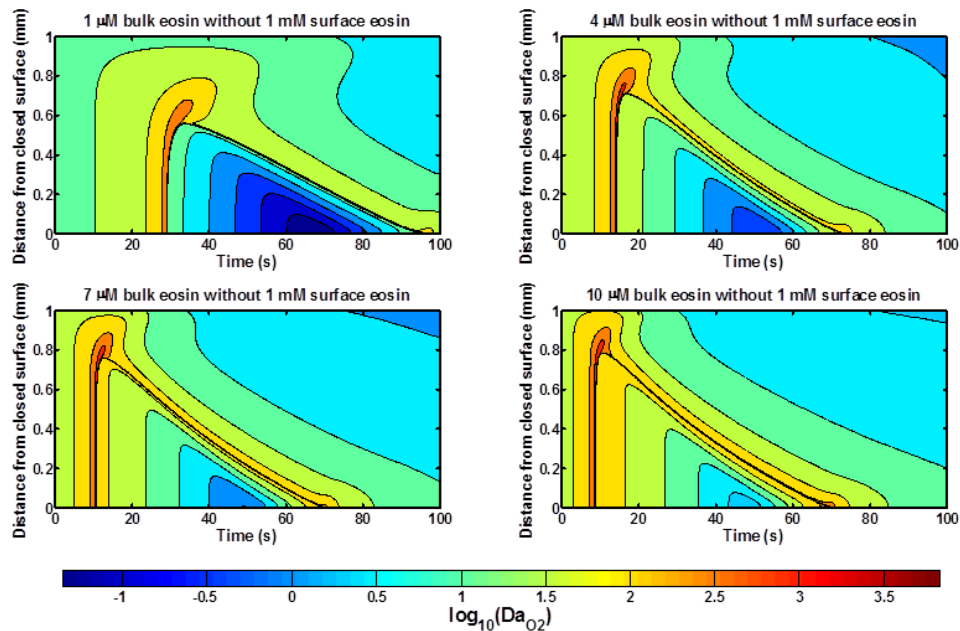 1 µM bulk eosin without 1 mM surface eosin
4 µM bulk eosin without 1 mM surface eosin
Distance from closed surface (mm)
1
0.8
0.6
0.4
0.2
0
0 20 40 60 80 100
Time (s)
Distance from closed surface (mm)
1
0.8
0.6
0.4
0.2
0
0 20 40 60 80 100
Time (s)
7 µM bulk eosin without 1 mM surface eosin
10 µM bulk eosin without 1 mM surface eosin
Distance from closed surface (mm)
1
0.8
0.6
0.4
0.2
0
0 20 40 60 80 100
Time (s)
Distance from closed surface (mm)
1
0.8
0.6
0.4
0.2
0
0 20 40 60 80 100
Time (s)
-1 -0.5 0 0.5 1 1.5 2 2.5 3 3.5
log10(DaO2)